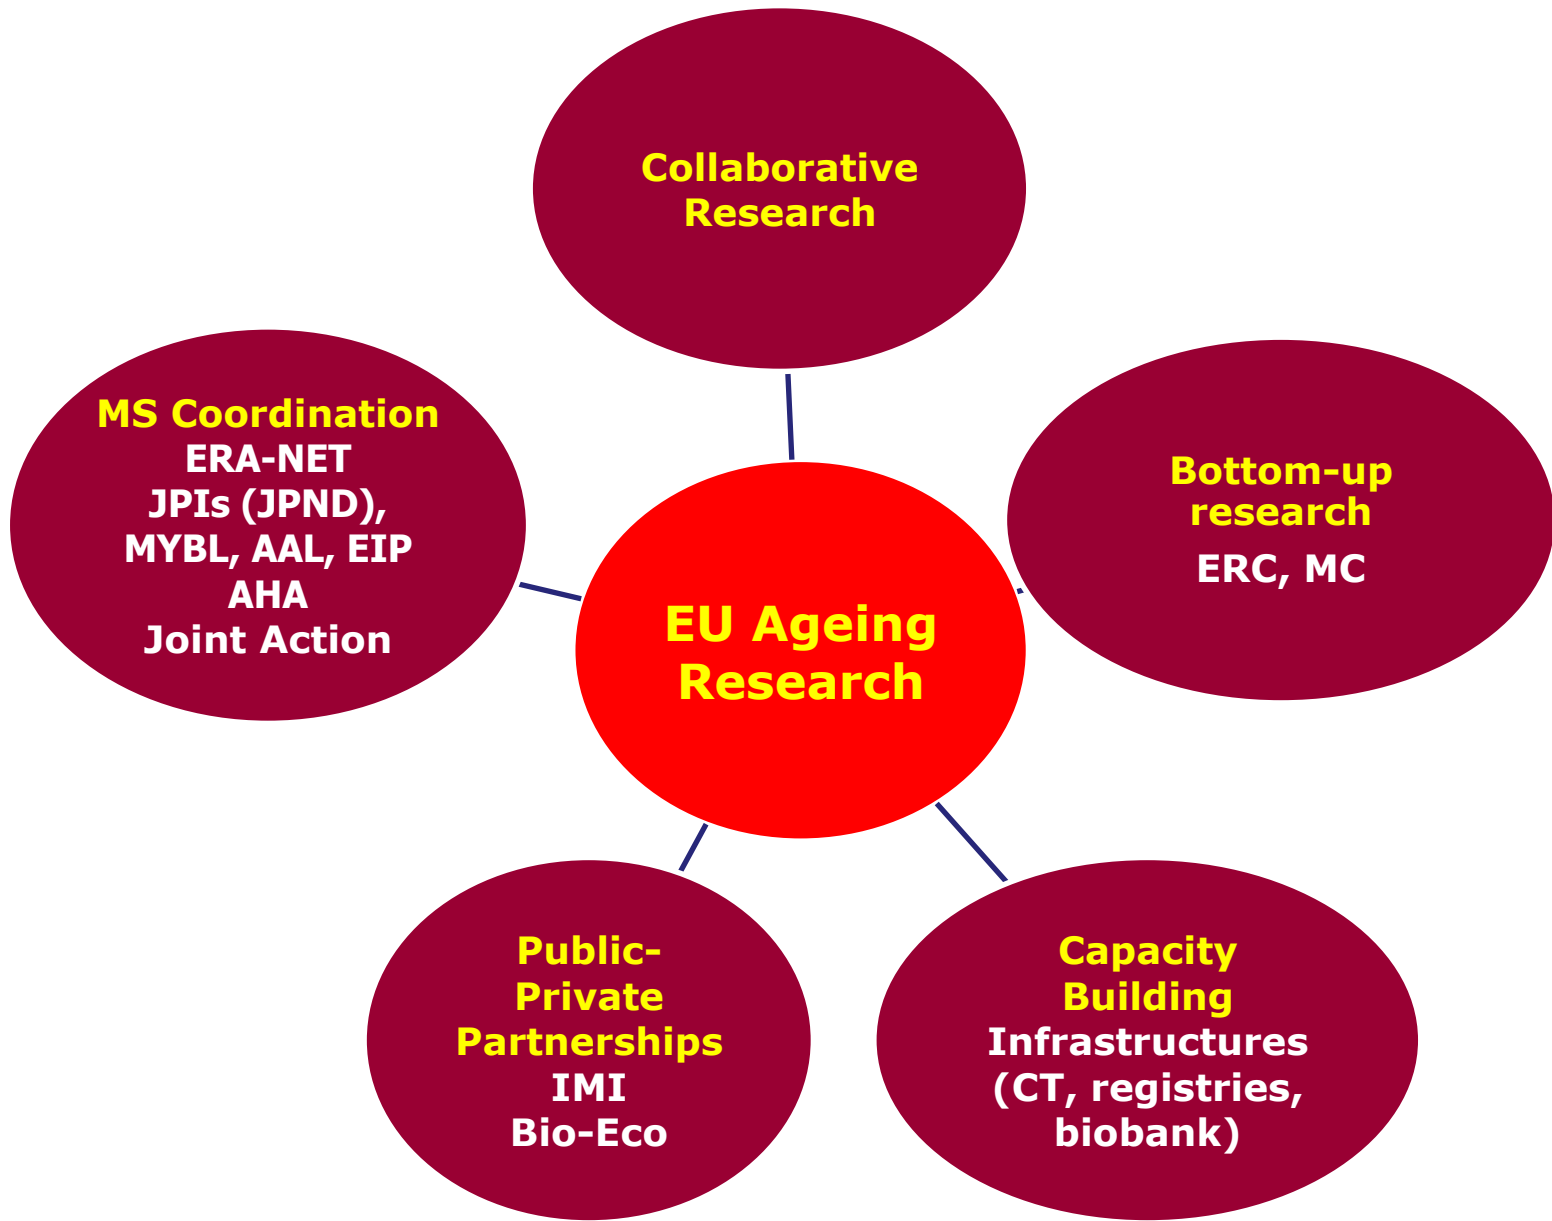 Collaborative
Research
MS Coordination
ERA-NET
JPIs (JPND),
MYBL, AAL, EIP
AHA
Joint Action
Bottom-up
research
ERC, MC
EU Ageing
Research
Public-
Private
Partnerships
IMI
Bio-Eco
Capacity
Building
Infrastructures
(CT, registries,
biobank)